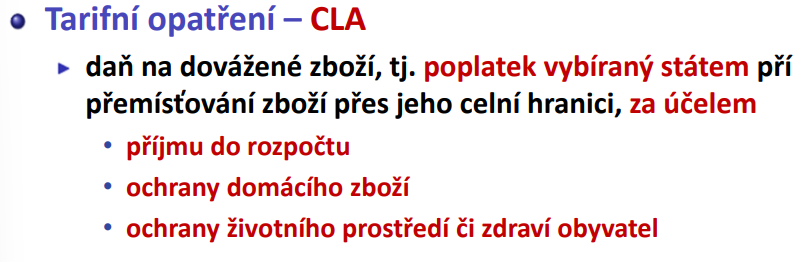 Tarifní opatření – CLA
daň na dovážené zboží, tj. poplatek vybíraný státem pří
přemísťování zboží přes jeho celní hranici, za účelem
příjmu do rozpočtu
ochrany domácího zboží
ochrany životního prostředí či zdraví obyvatel